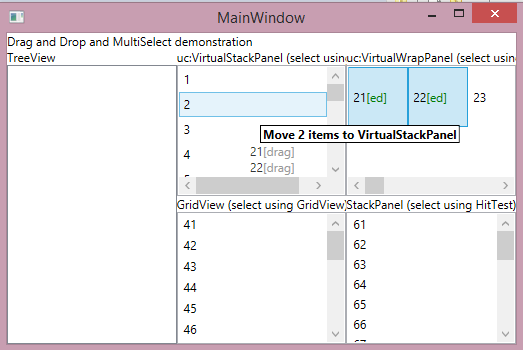 MainWindow
Drag and Drop and MultiSelect demonstration
TreeView
uc:VirtualStackPanel (select usin
uc:VirtualWrapPanel (select usin
1
2
3
4
21[ed]
22[ed]
23
Move 2 items to VirtualStackPanel
21[drag]
22[drag]
GridView (select using GridView
41
42
43
44
45
46
StackPanel (select using HitTest)
61
62
63
64
65
66